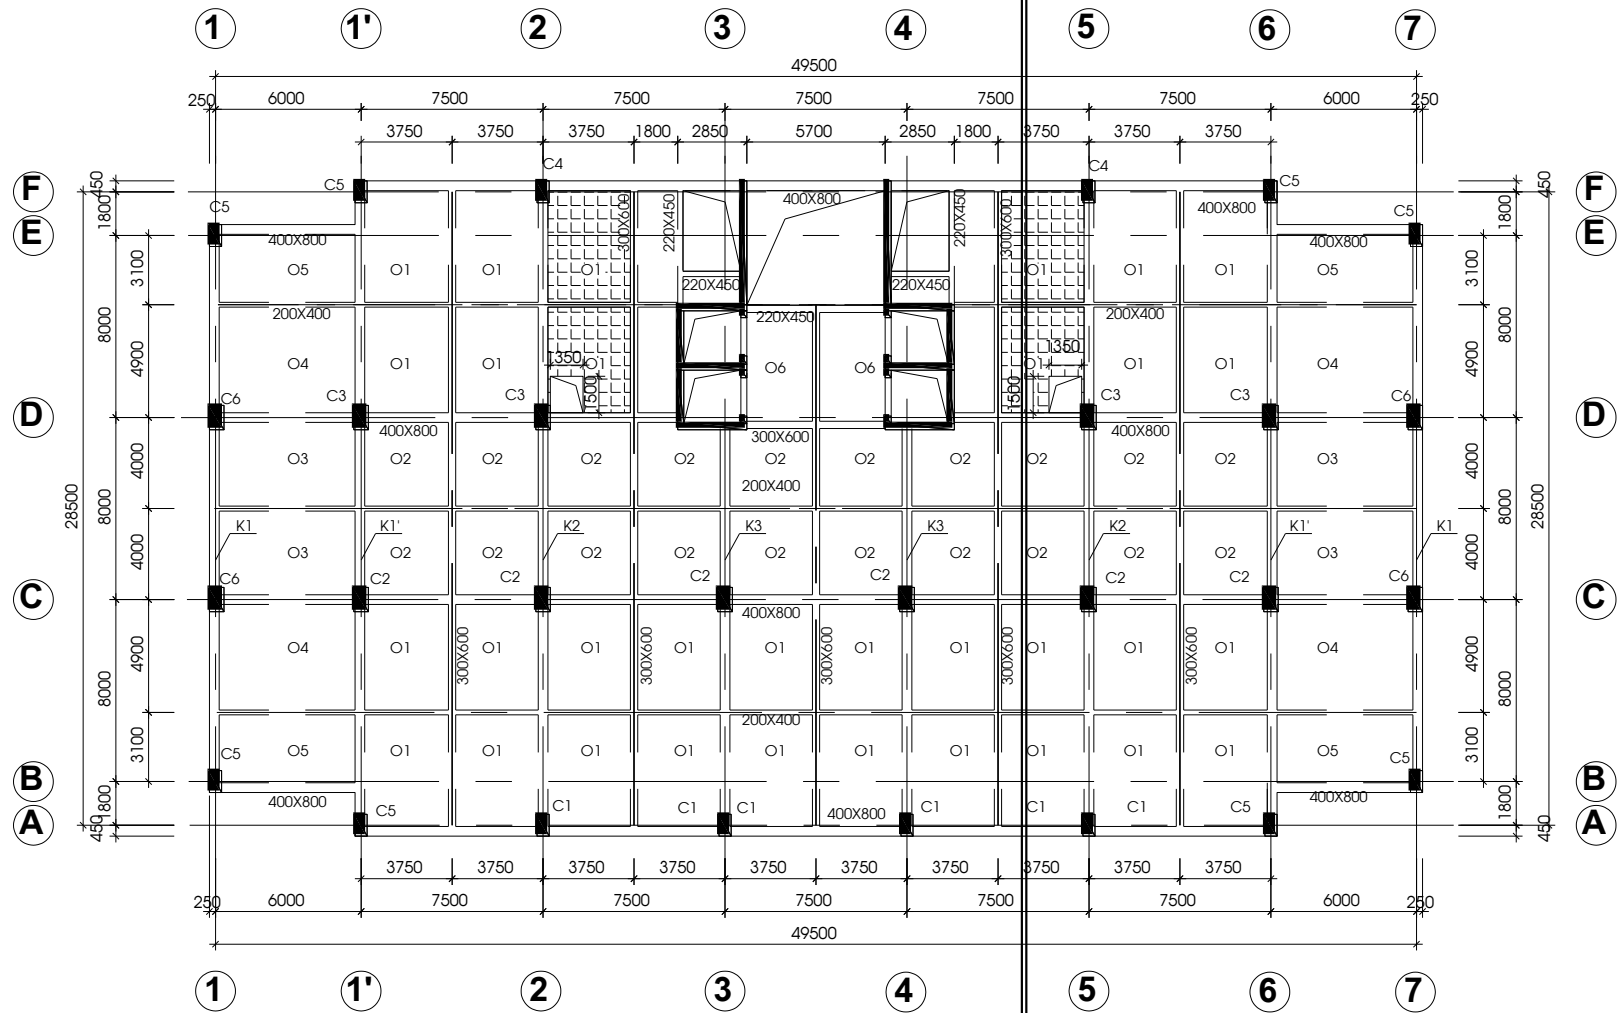 1 1' 2 3 4 5 6 7
49500
250 6000 7500 7500 7500 7500 7500 6000 250
3750 3750 3750 1800 2850 5700 2850 1800 3750 3750 3750
C4 C4
F 450 C5 400X800 C5 450 F
1800 C5 300X600 220X450 220X450 300X600 400X800 C5 1800
E 400X800 400X800 E
3100 O5 O1 O1 O1 O1 O1 O1 O5 3100
220X450 220X450
8000 200X400 220X450 200X400 8000
4900 O4 O1 O1 1350 O1 O6 O6 O1 1350 O1 O1 O4 4900
1500 1500
C6 C3 C3 C3 C3 C6
D 400X800 300X600 400X800 D
4000 O3 O2 O2 O2 O2 O2 O2 O2 O2 O2 O2 O3 4000
200X400
28500 8000 8000 28500
K1 K1' K2 K3 K3 K2 K1' K1
4000 O3 O2 O2 O2 O2 O2 O2 O2 O2 O2 O2 O3 4000
C6 C2 C2 C2 C2 C2 C2 C6
C 400X800 C
4900 O4 O1 300X600 O1 O1 300X600 O1 O1 300X600 O1 O1 300X600 O1 O1 300X600 O1 O4 4900
8000 8000
200X400
3100 C5 O5 O1 O1 O1 O1 O1 O1 O1 O1 O1 O1 O5 C5 3100
B B
1800 400X800 C5 C1 C1 C1 400X800 C1 C1 C1 C5 400X800 1800
A 450 450 A
3750 3750 3750 3750 3750 3750 3750 3750 3750 3750
250 6000 7500 7500 7500 7500 7500 6000 250
49500
1 1' 2 3 4 5 6 7